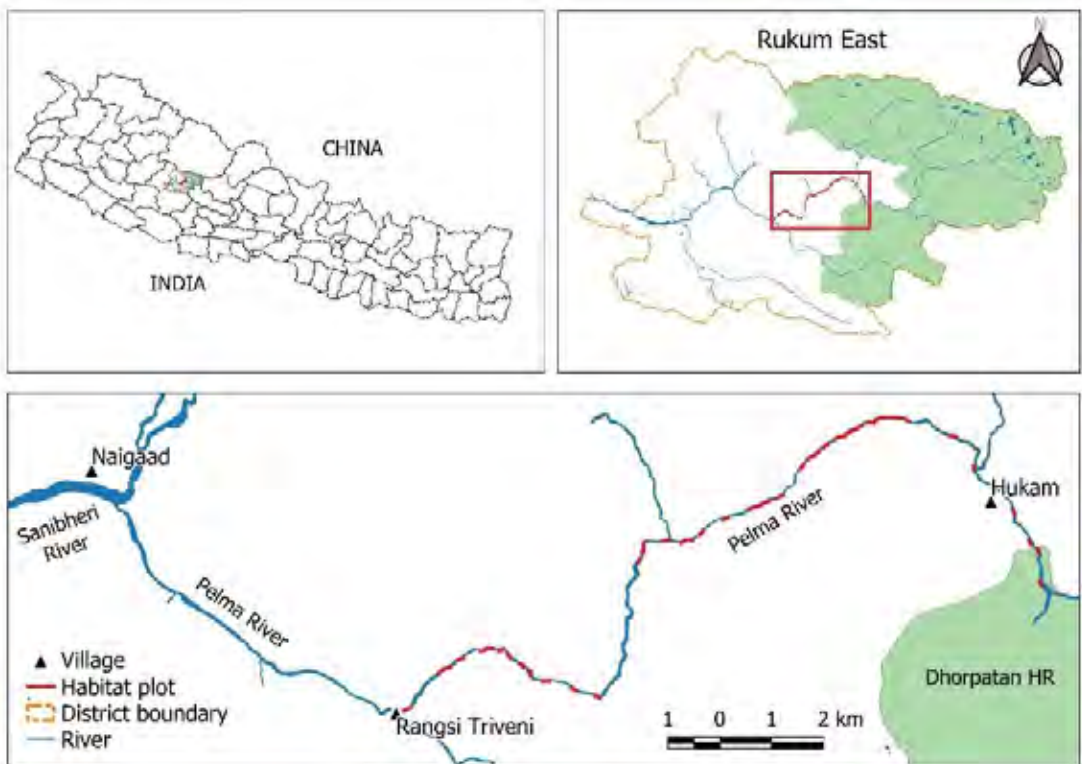 CHINA
INDIA
Rukum East
N
Naigaad
Sanibheri
River
Pelma River
Pelma River
Hukam
Dhorpatan HR
Rangsi Triveni
Village
Habitat plot
District boundary
River
1 0 1 2 km